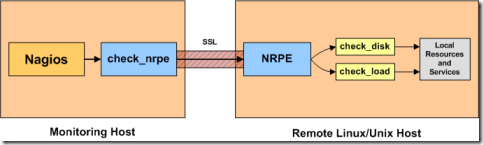 Nagios
check_nrpe
SSL
NRPE
check_disk
check_load
Local
Resources
and
Services
Monitoring Host
Remote Linux/Unix Host